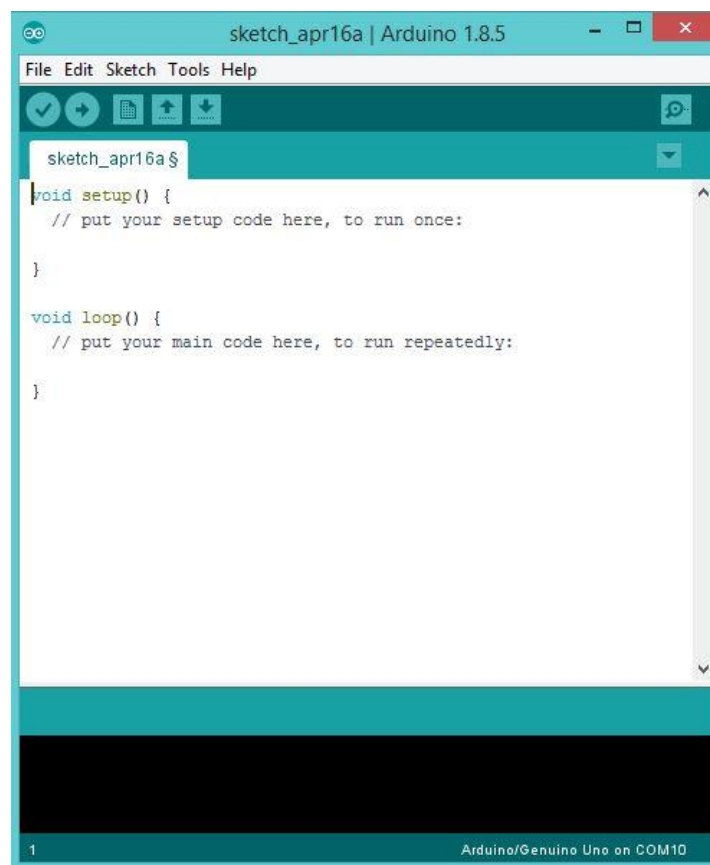 sketch_apr16a | Arduino 1.8.5
File Edit Sketch Tools Help
sketch_apr16a §
void setup() {
  // put your setup code here, to run once:
}
void loop() {
  // put your main code here, to run repeatedly:
}
1 Arduino/Genuino Uno on COM10